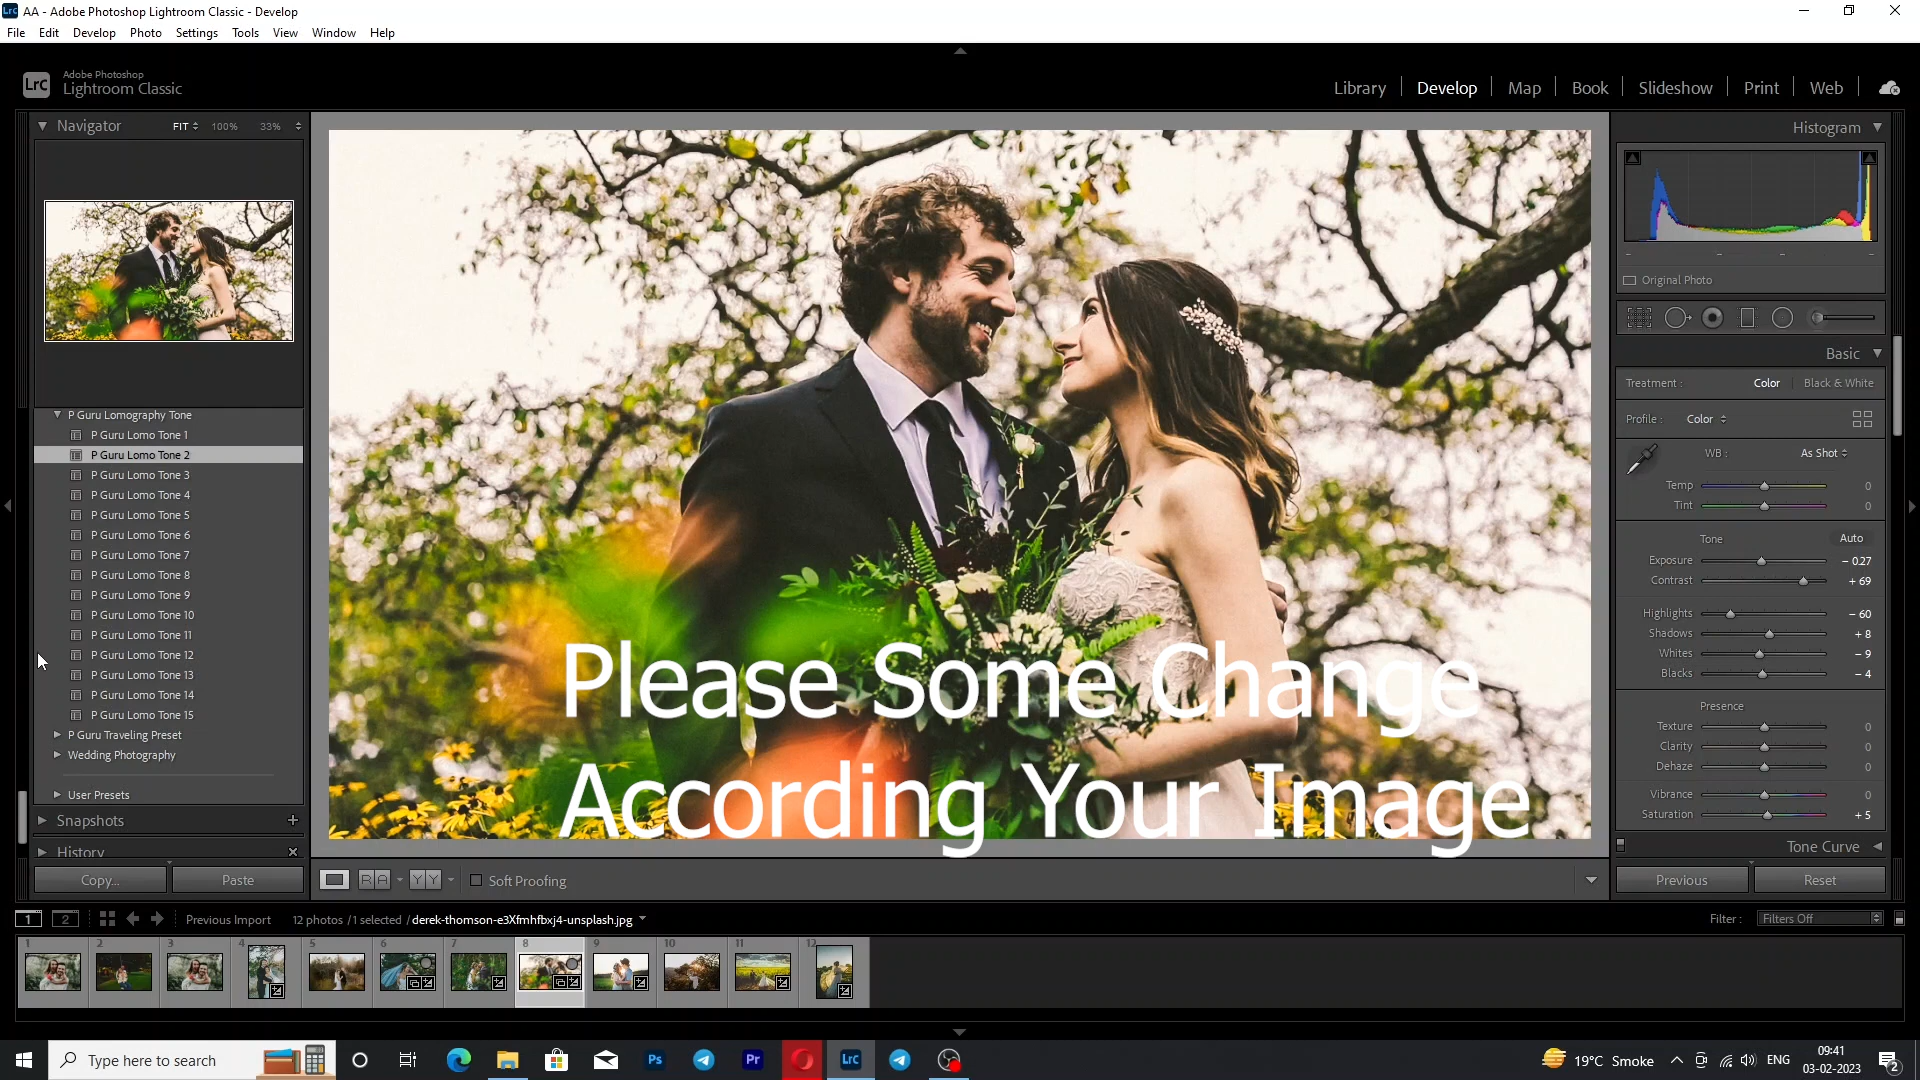 AA - Adobe Photoshop Lightroom Classic - Develop
File Edit Develop Photo Settings Tools View Window Help
LrC Adobe Photoshop
Lightroom Classic
Library Develop Map Book Slideshow Print Web
Navigator FIT 100% 33%
P Guru Lomography Tone
P Guru Lomo Tone 1
P Guru Lomo Tone 2
P Guru Lomo Tone 3
P Guru Lomo Tone 4
P Guru Lomo Tone 5
P Guru Lomo Tone 6
P Guru Lomo Tone 7
P Guru Lomo Tone 8
P Guru Lomo Tone 9
P Guru Lomo Tone 10
P Guru Lomo Tone 11
P Guru Lomo Tone 12
P Guru Lomo Tone 13
P Guru Lomo Tone 14
P Guru Lomo Tone 15
P Guru Traveling Preset
Wedding Photography
User Presets
Snapshots +
History
Copy... Paste
Please Some Change
According Your Image
Soft Proofing
Histogram
Original Photo
Basic
Treatment : Color Black & White
Profile : Color
WB : As Shot
Temp 0
Tint 0
Tone Auto
Exposure - 0.27
Contrast + 69
Highlights - 60
Shadows + 8
Whites - 9
Blacks - 4
Presence
Texture 0
Clarity 0
Dehaze 0
Vibrance 0
Saturation + 5
Tone Curve
Previous Reset
1 2 Previous Import 12 photos / 1 selected / derek-thomson-e3Xfmhfbxj4-unsplash.jpg Filter : Filters Off
1 2 3 4 5 6 7 8 9 10 11 12
Type here to search Ps Pr LrC 19°C Smoke ENG 09:41
03-02-2023 2